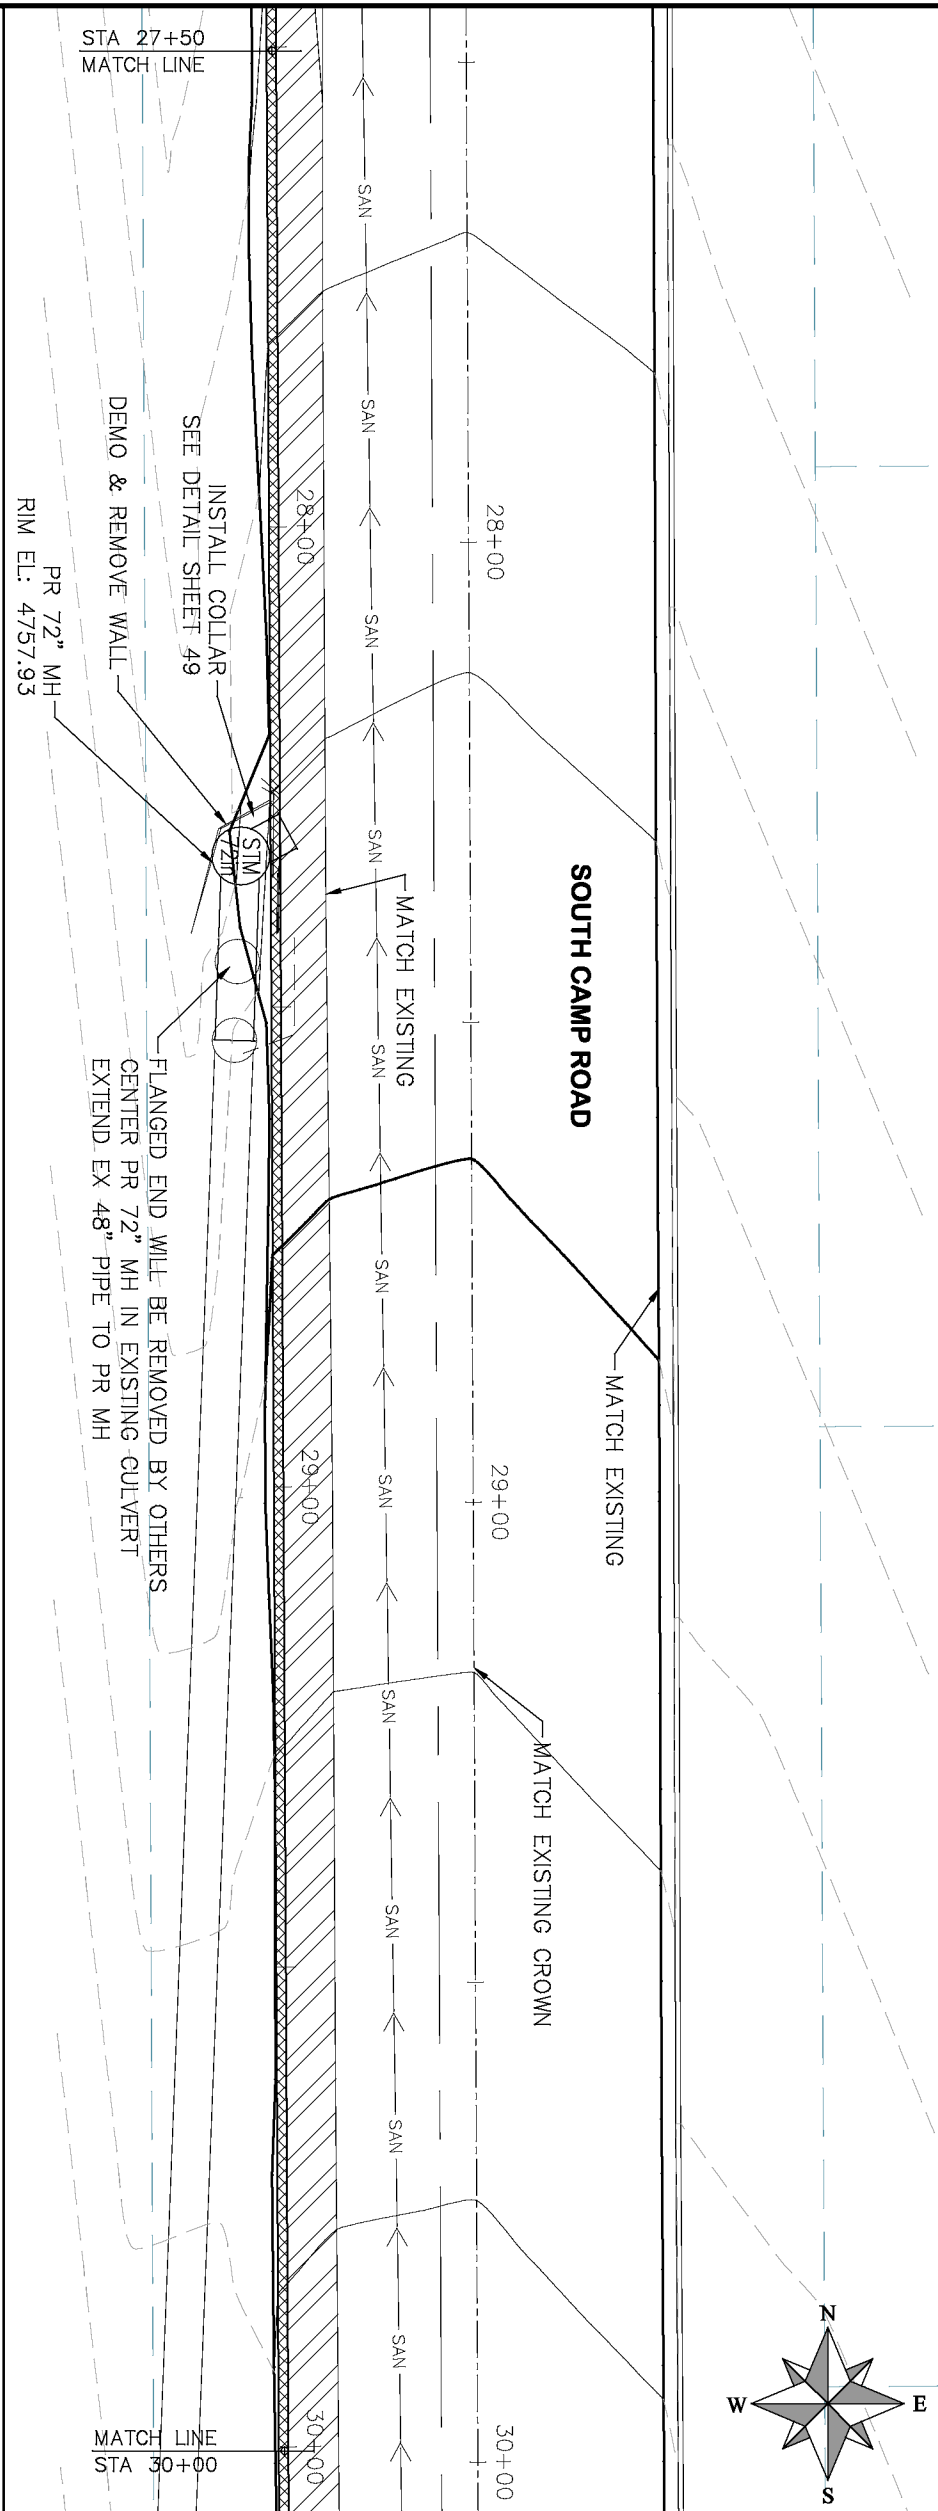 STA 27+50
MATCH LINE
SAN
SAN
28+00
28+00
INSTALL COLLAR
SEE DETAIL SHEET 49
DEMO & REMOVE WALL
PR 72" MH
RIM EL: 4757.93
SAN
STM
72in
SAN
MATCH EXISTING
SOUTH CAMP ROAD
SAN
FLANGED END WILL BE REMOVED BY OTHERS
CENTER PR 72" MH IN EXISTING CULVERT
EXTEND EX 48" PIPE TO PR MH
SAN
MATCH EXISTING
29+00
29+00
SAN
SAN
MATCH EXISTING CROWN
SAN
SAN
SAN
30+00
30+00
MATCH LINE
STA 30+00
N
W
E
S